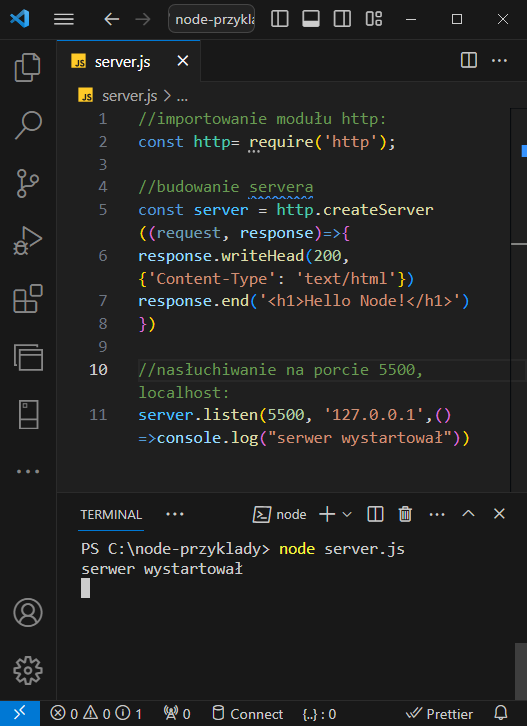 node-przykla
JS server.js
JS server.js > ...
1 //importowanie modułu http:
2 const http= require('http');
3
4 //budowanie servera
5 const server = http.createServer
((request, response)=>{
6 response.writeHead(200,
{'Content-Type': 'text/html'})
7 response.end('<h1>Hello Node!</h1>')
8 })
9
10 //nasłuchiwanie na porcie 5500,
localhost:
11 server.listen(5500, '127.0.0.1',()
=>console.log("serwer wystartował"))
TERMINAL ... node
PS C:\node-przyklady> node server.js
serwer wystartował
0 0 1 0 Connect {..} : 0 Prettier